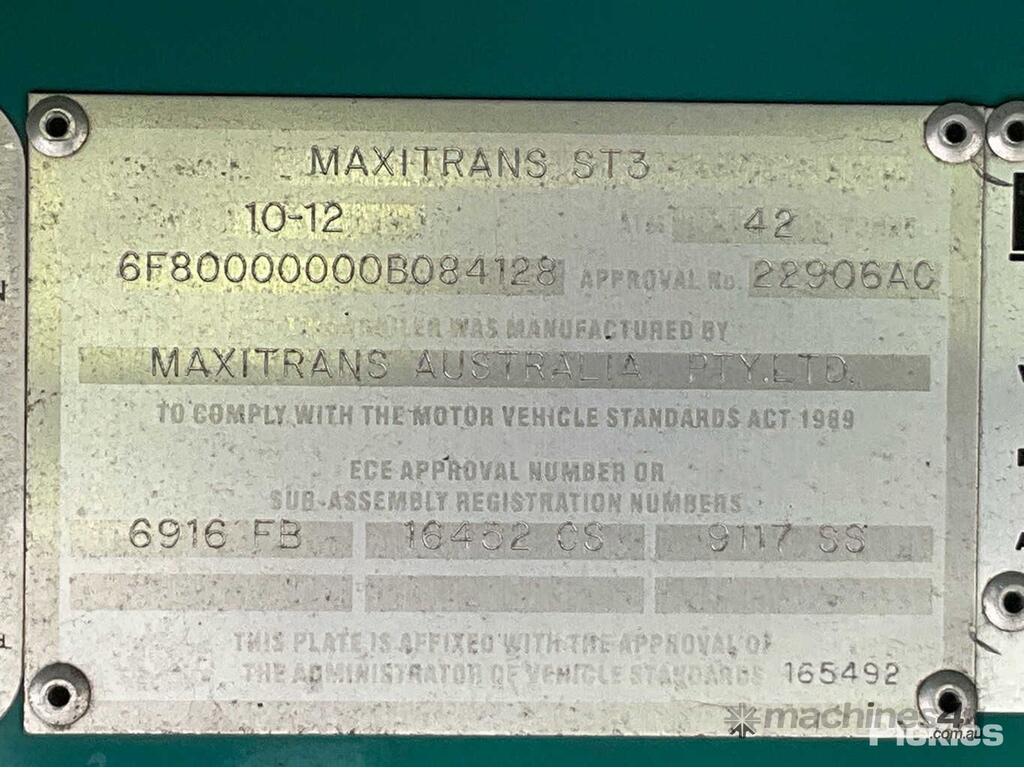 MAXITRANS ST3
10-12 42
6F80000000B084128 APPROVAL No. 22906AC
TRAILER WAS MANUFACTURED BY
MAXITRANS AUSTRALIA PTY.LTD.
TO COMPLY WITH THE MOTOR VEHICLE STANDARDS ACT 1989
ECE APPROVAL NUMBER OR
SUB-ASSEMBLY REGISTRATION NUMBERS
6916 FB 16452 CS 9117 SS
THIS PLATE IS AFFIXED WITH THE APPROVAL OF
THE ADMINISTRATOR OF VEHICLE STANDARDS 165492
machines4u
.com.au
Pickles